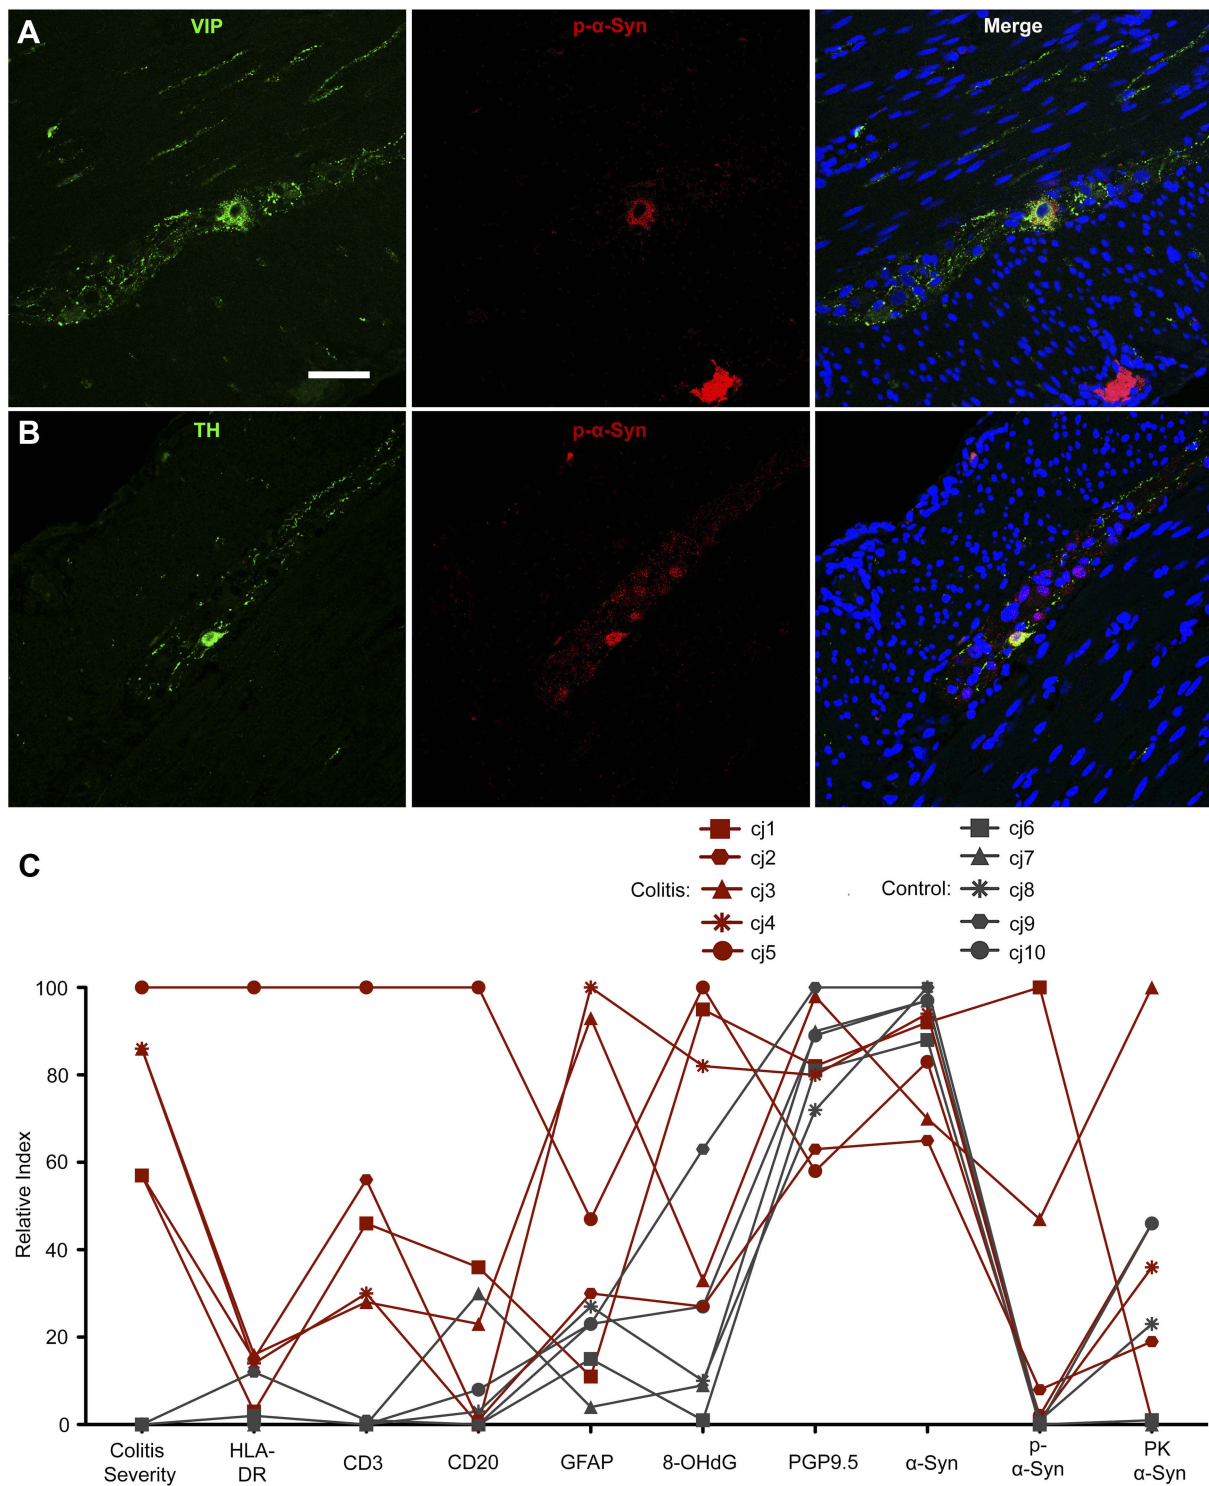 A VIP p-α-Syn Merge
B TH p-α-Syn
C
Colitis:
cj1
cj2
cj3
cj4
cj5
Control:
cj6
cj7
cj8
cj9
cj10
Relative Index
100
80
60
40
20
0
Colitis
Severity
HLA-
DR
CD3
CD20
GFAP
8-OHdG
PGP9.5
α-Syn
p-
α-Syn
PK
α-Syn